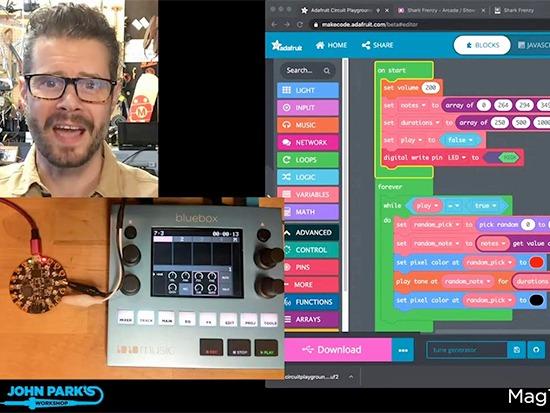 Adafruit Circuit Playground
Shark Frenzy - Arcade / Show
Shark Frenzy
makecode.adafruit.com/beta#editor
adafruit
HOME
SHARE
BLOCKS
JAVASC
Search...
LIGHT
INPUT
MUSIC
NETWORK
LOOPS
LOGIC
VARIABLES
MATH
ADVANCED
CONTROL
PINS
MORE
FUNCTIONS
ARRAYS
on start
set volume 200
set notes to array of 0 264 294 349
set durations to array of 250 500 1000
set play to false
digital write pin LED to HIGH
forever
while play = true
do set random_pick to pick random 0 to
set random_note to notes get value
set pixel color at random_pick to
play tone at random_note for durations
set pixel color at random_pick to
Download
tune generator
circuitplaygroun....uf2
bluebox
7-3 00:00:13
MIXER TRACK MAIN EQ FX EDIT PROJ TOOLS
1010 MUSIC
REC STOP PLAY
JOHN PARK'S
WORKSHOP
Mag